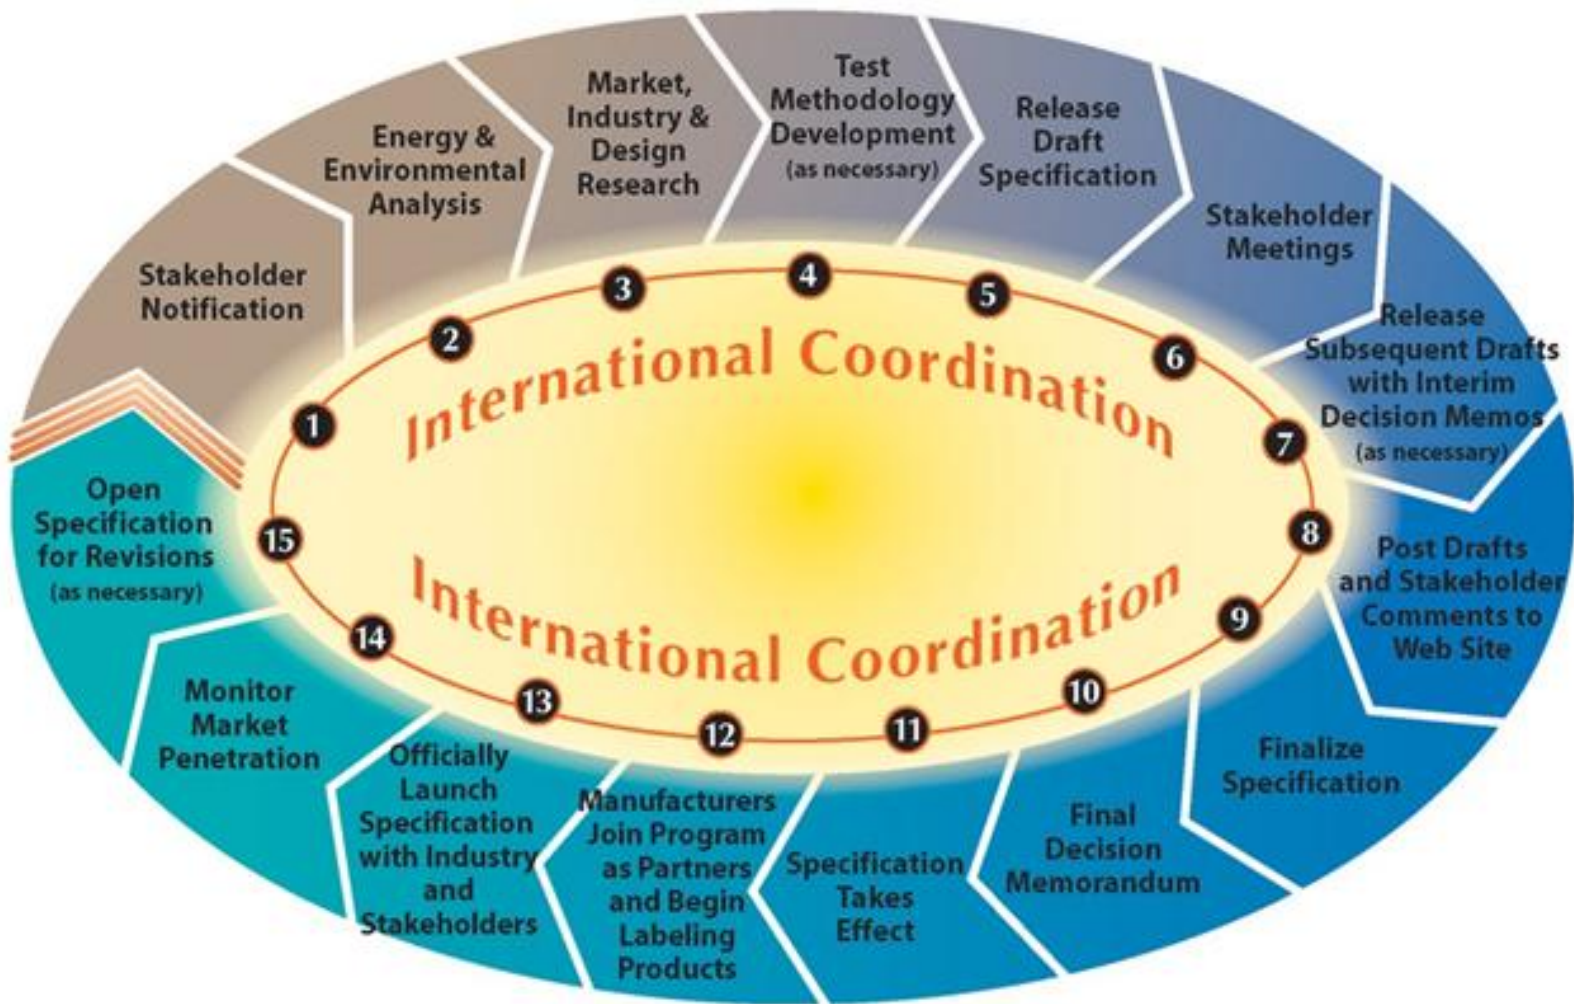 Stakeholder
Notification
Energy &
Environmental
Analysis
Market,
Industry &
Design
Research
Test
Methodology
Development
(as necessary)
Release
Draft
Specification
Stakeholder
Meetings
Release
Subsequent Drafts
with Interim
Decision Memos
(as necessary)
Post Drafts
and Stakeholder
Comments to
Web Site
Finalize
Specification
Final
Decision
Memorandum
Specification
Takes
Effect
Manufacturers
Join Program
as Partners
and Begin
Labeling
Products
Officially
Launch
Specification
with Industry
and
Stakeholders
Monitor
Market
Penetration
Open
Specification
for Revisions
(as necessary)
1
2
3
4
5
6
7
8
9
10
11
12
13
14
15
International Coordination
International Coordination